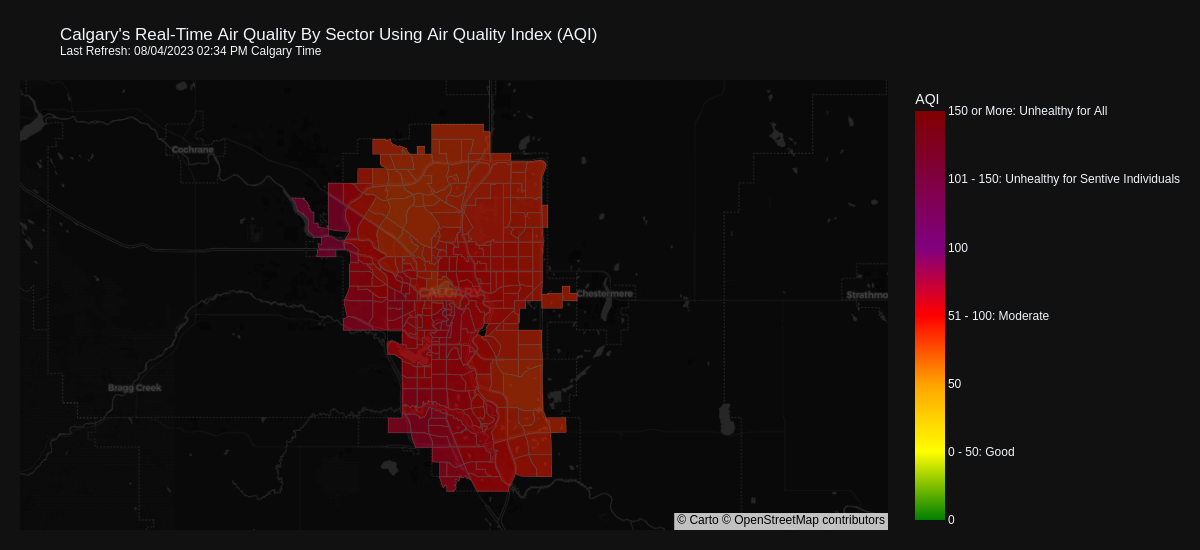 Calgary's Real-Time Air Quality By Sector Using Air Quality Index (AQI)
Last Refresh: 08/04/2023 02:34 PM Calgary Time
AQI
150 or More: Unhealthy for All
Cochrane
101 - 150: Unhealthy for Sentive Individuals
100
CALGARY
Chestermere
Strathmo
51 - 100: Moderate
50
Bragg Creek
0 - 50: Good
0
© Carto © OpenStreetMap contributors